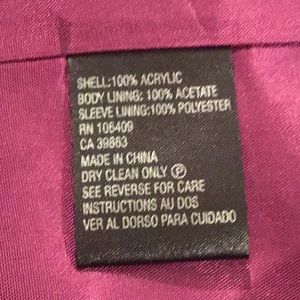 SHELL:100% ACRYLIC
BODY LINING: 100% ACETATE
SLEEVE LINING:100% POLYESTER
RN 106409
CA 39863
MADE IN CHINA
DRY CLEAN ONLY Ⓟ
SEE REVERSE FOR CARE
INSTRUCTIONS AU DOS
VER AL DORSO PARA CUIDADO